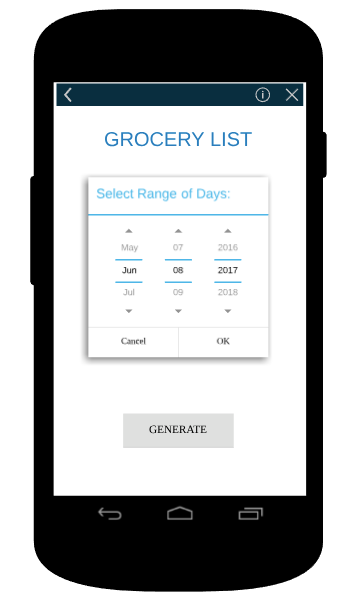 GROCERY LIST
Select Range of Days:
May 07 2016
Jun 08 2017
Jul 09 2018
Cancel OK
GENERATE